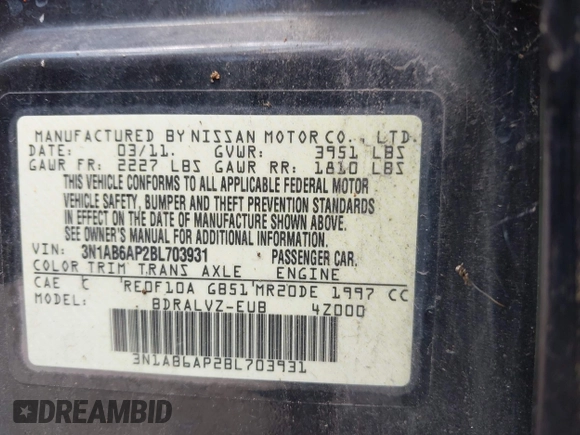 MANUFACTURED BY NISSAN MOTOR CO., LTD.
DATE: 03/11. GVWR: 3951 LBS
GAWR FR: 2227 LBS GAWR RR: 1810 LBS
THIS VEHICLE CONFORMS TO ALL APPLICABLE FEDERAL MOTOR
VEHICLE SAFETY, BUMPER AND THEFT PREVENTION STANDARDS
IN EFFECT ON THE DATE OF MANUFACTURE SHOWN ABOVE.
SEE OWNER'S MANUAL FOR ADDITIONAL INFORMATION
VIN: 3N1AB6AP2BL703931 PASSENGER CAR.
COLOR TRIM TRANS AXLE ENGINE
CAE C RE0F10A GB51 MR20DE 1997 CC
MODEL: BDRALVZ-EUB 4Z000
3N1AB6AP2BL703931
DREAMBID